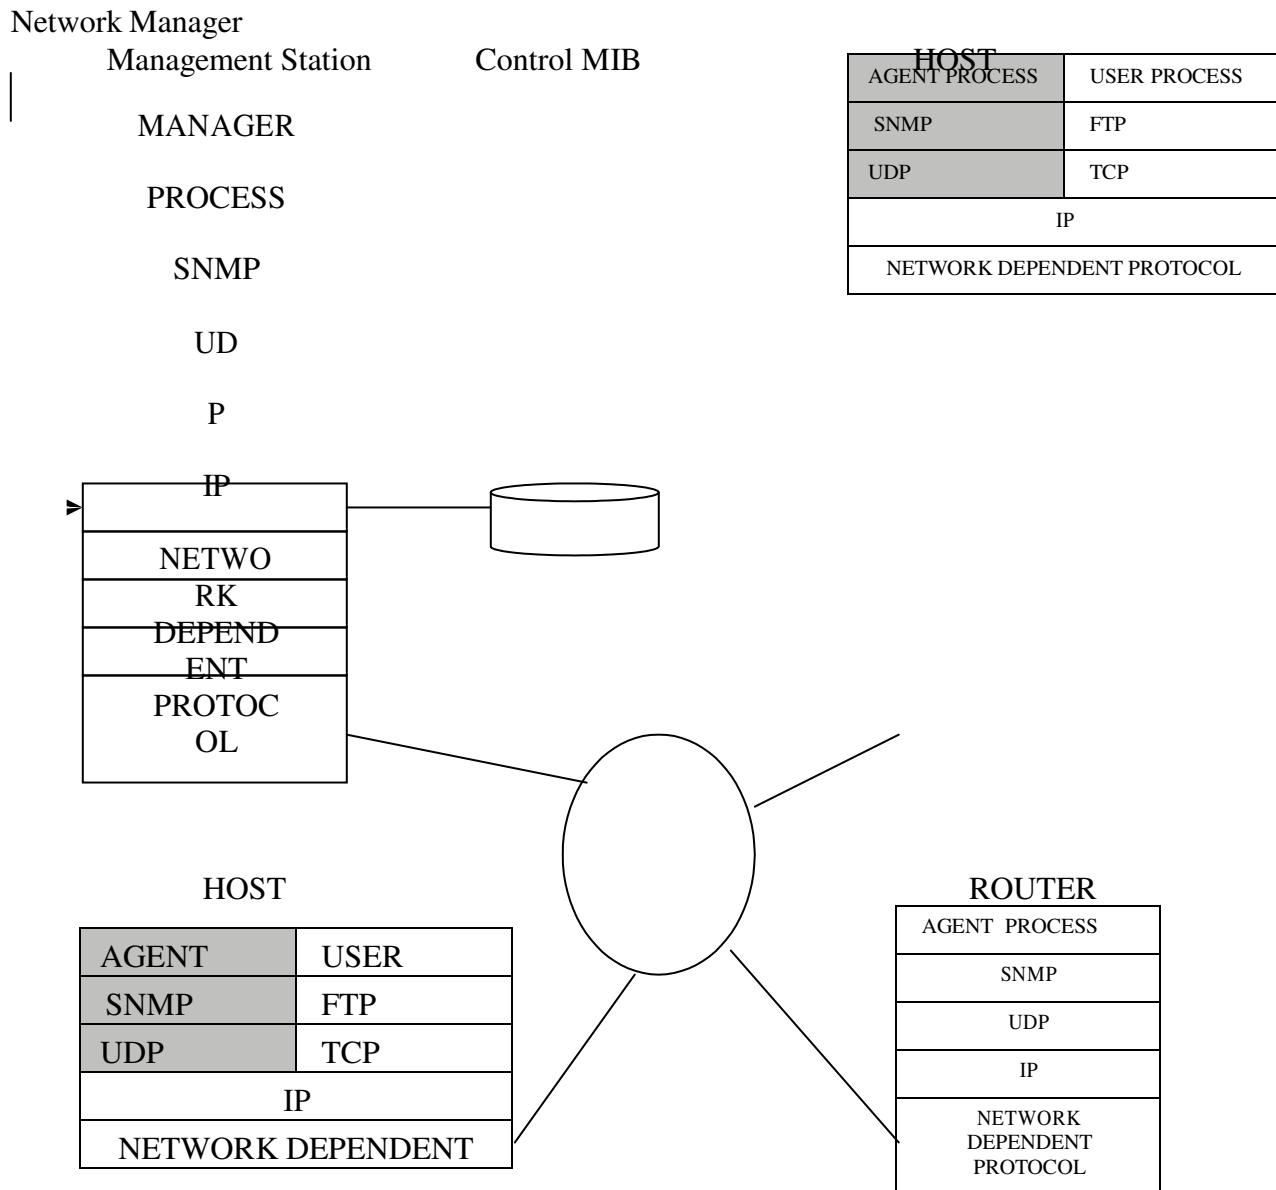 Network Manager
Management Station Control MIB HOST
AGENT PROCESS USER PROCESS
SNMP FTP
UDP TCP
IP
NETWORK DEPENDENT PROTOCOL
MANAGER
PROCESS
SNMP
UD
P
IP
NETWO
RK
DEPEND
ENT
PROTOC
OL
HOST
AGENT USER
SNMP FTP
UDP TCP
IP
NETWORK DEPENDENT
ROUTER
AGENT PROCESS
SNMP
UDP
IP
NETWORK
DEPENDENT
PROTOCOL